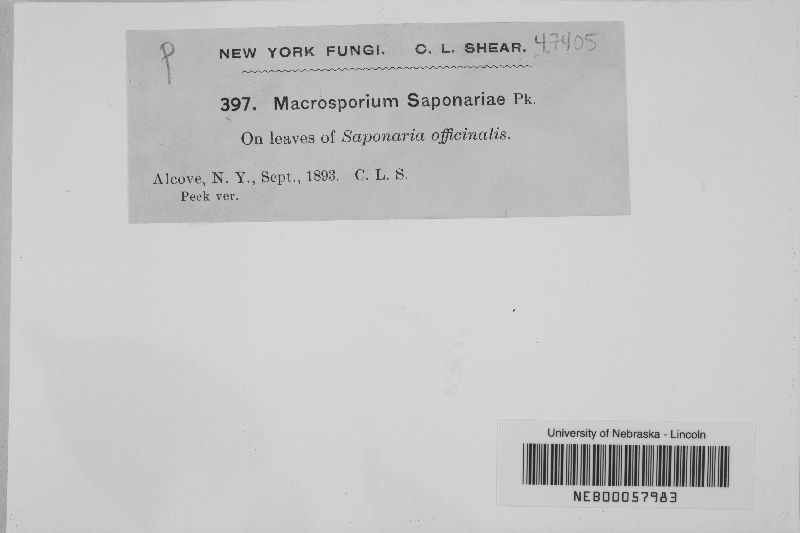 P NEW YORK FUNGI. C. L. SHEAR. 47405
397. Macrosporium Saponariae Pk.
On leaves of Saponaria officinalis.
Alcove, N. Y., Sept., 1893. C. L. S.
Peck ver.
University of Nebraska - Lincoln
NEB00057983